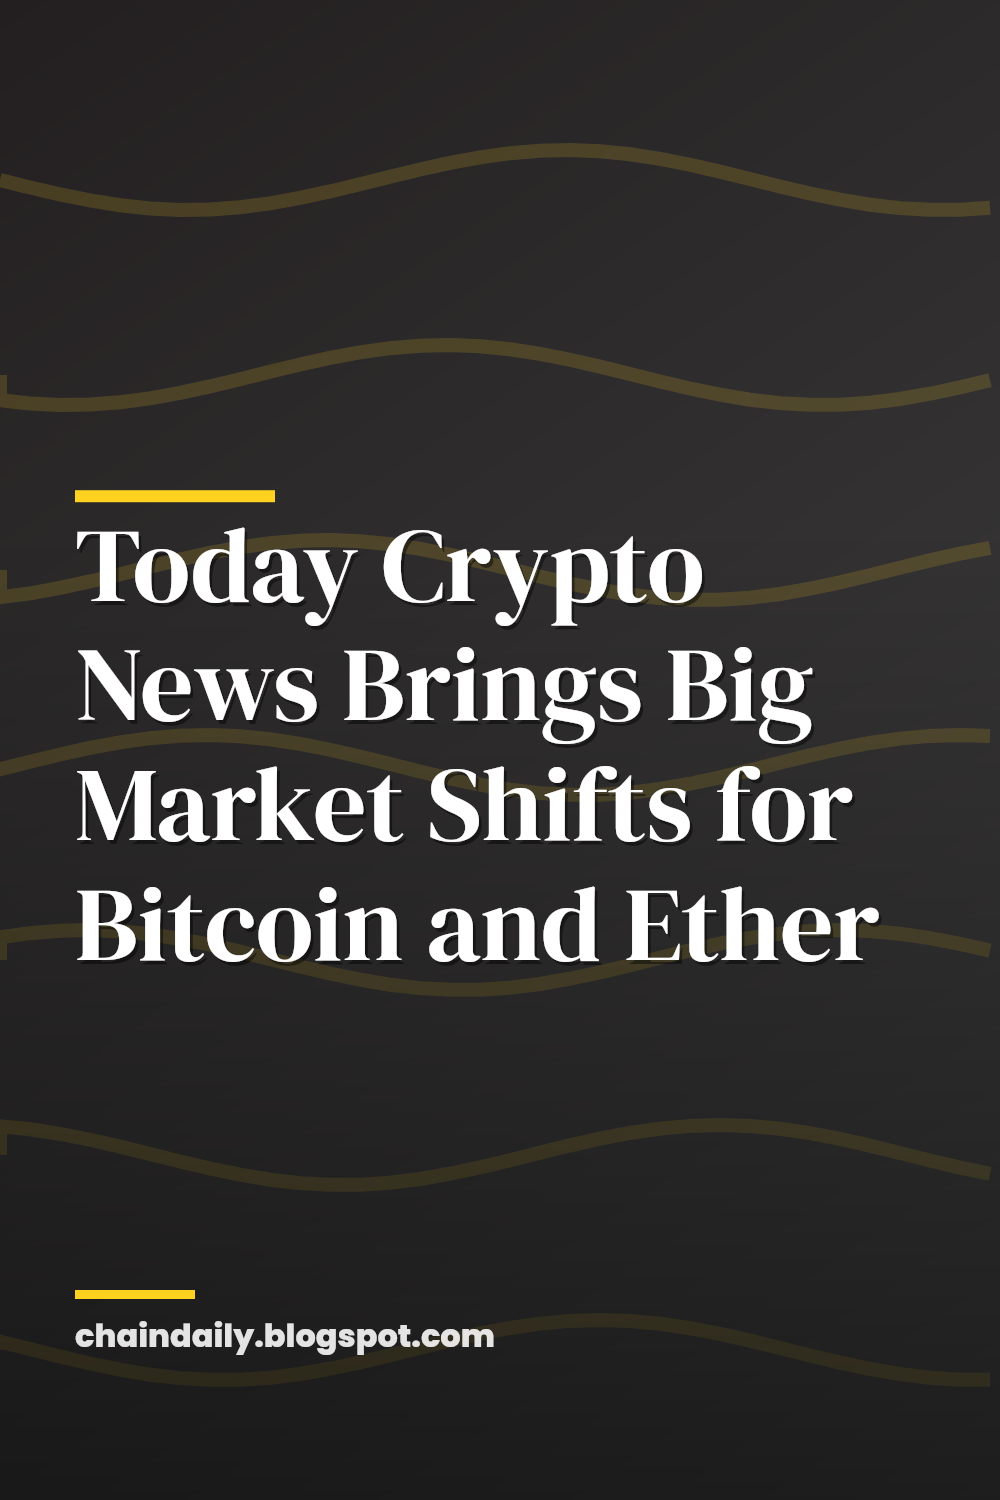 Today Crypto
News Brings Big
Market Shifts for
Bitcoin and Ether
chaindaily.blogspot.com